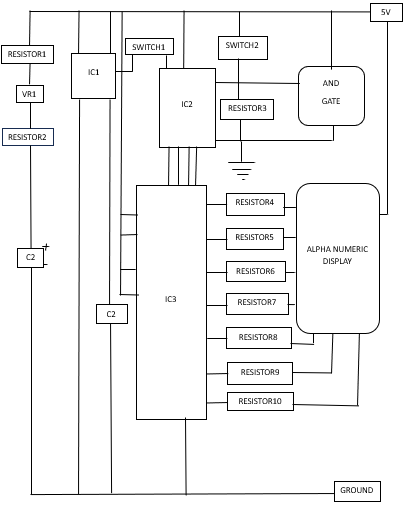 5V
SWITCH1
SWITCH2
RESISTOR1
IC1
AND
GATE
VR1
IC2
RESISTOR3
RESISTOR2
RESISTOR4
RESISTOR5
ALPHA NUMERIC
DISPLAY
+
C2
-
RESISTOR6
IC3
RESISTOR7
C2
RESISTOR8
RESISTOR9
RESISTOR10
GROUND